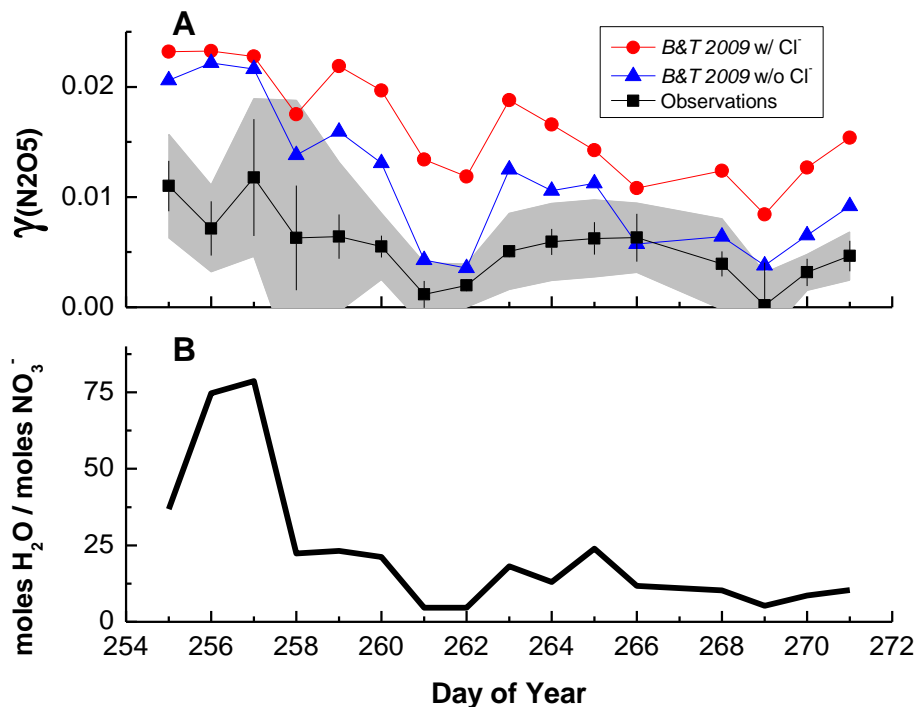 A
B&T 2009 w/ Cl⁻
B&T 2009 w/o Cl⁻
Observations
0.02
0.01
0.00
γ(N2O5)
B
75
50
25
0
moles H₂O / moles NO₃⁻
254 256 258 260 262 264 266 268 270 272
Day of Year